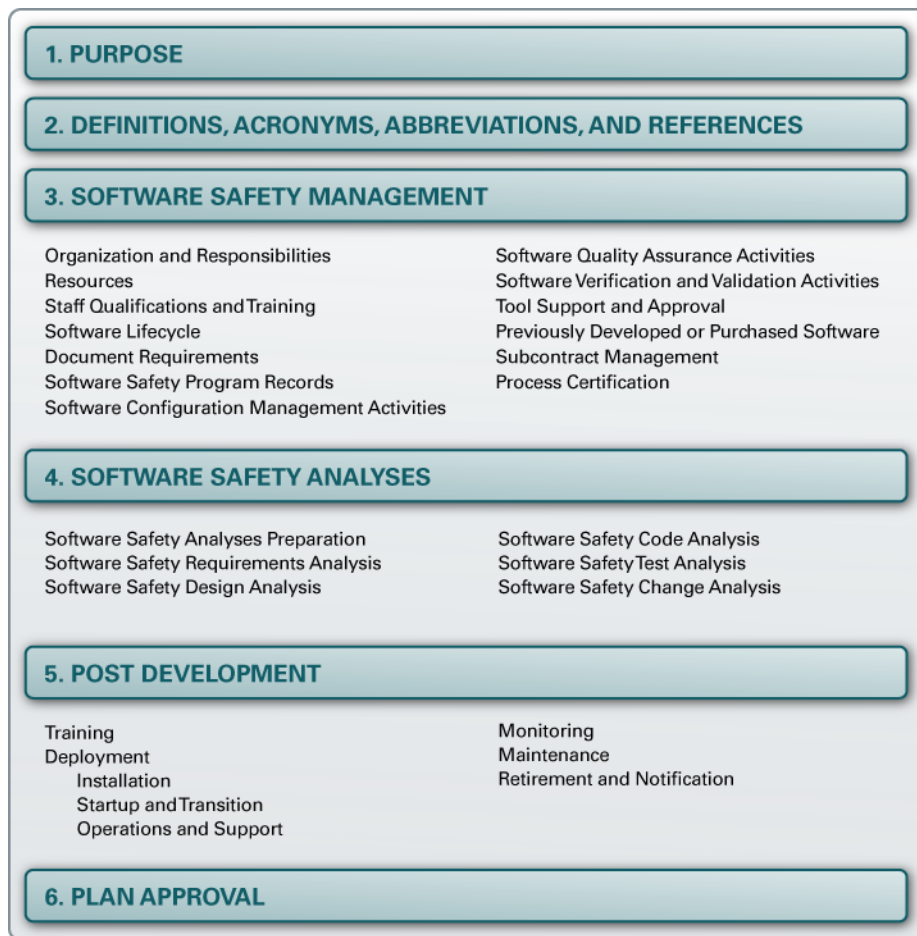 1. PURPOSE
2. DEFINITIONS, ACRONYMS, ABBREVIATIONS, AND REFERENCES
3. SOFTWARE SAFETY MANAGEMENT
Organization and Responsibilities
Resources
Staff Qualifications and Training
Software Lifecycle
Document Requirements
Software Safety Program Records
Software Configuration Management Activities
Software Quality Assurance Activities
Software Verification and Validation Activities
Tool Support and Approval
Previously Developed or Purchased Software
Subcontract Management
Process Certification
4. SOFTWARE SAFETY ANALYSES
Software Safety Analyses Preparation
Software Safety Requirements Analysis
Software Safety Design Analysis
Software Safety Code Analysis
Software Safety Test Analysis
Software Safety Change Analysis
5. POST DEVELOPMENT
Training
Deployment
Installation
Startup and Transition
Operations and Support
Monitoring
Maintenance
Retirement and Notification
6. PLAN APPROVAL